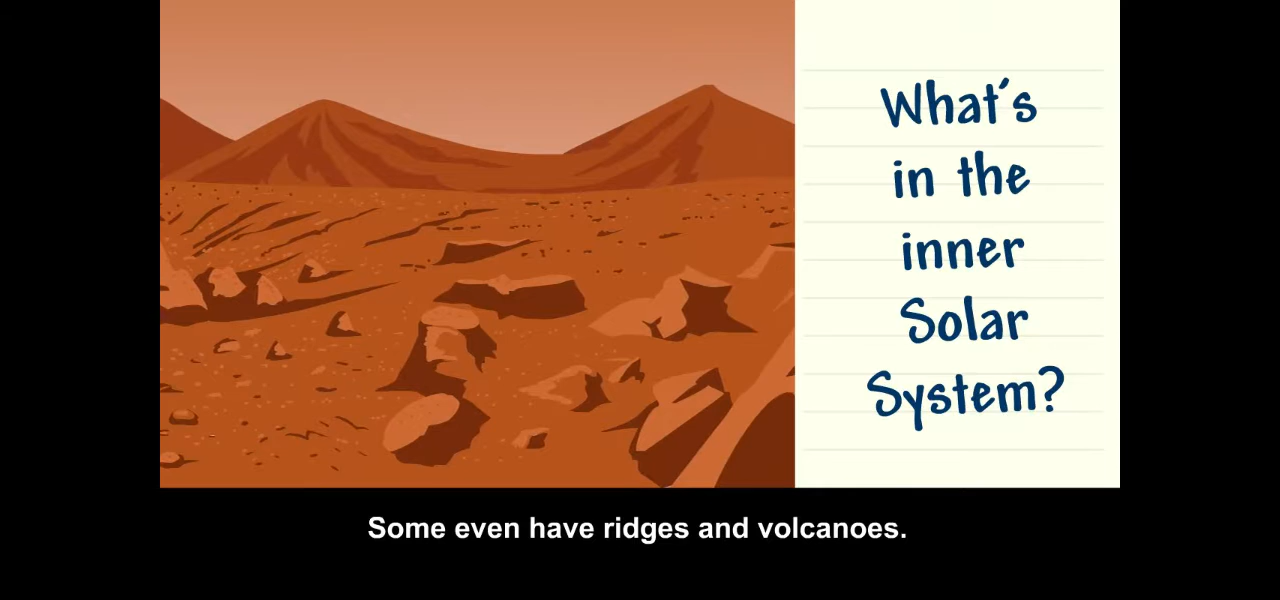 What's
in the
inner
Solar
System?
Some even have ridges and volcanoes.